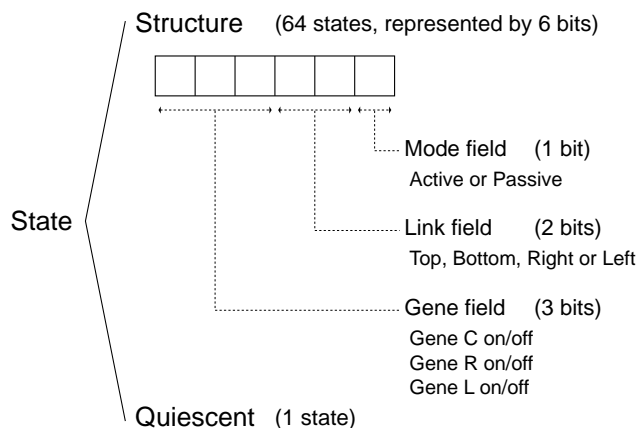 Structure (64 states, represented by 6 bits)
Mode field (1 bit)
Active or Passive
State
Link field (2 bits)
Top, Bottom, Right or Left
Gene field (3 bits)
Gene C on/off
Gene R on/off
Gene L on/off
Quiescent (1 state)